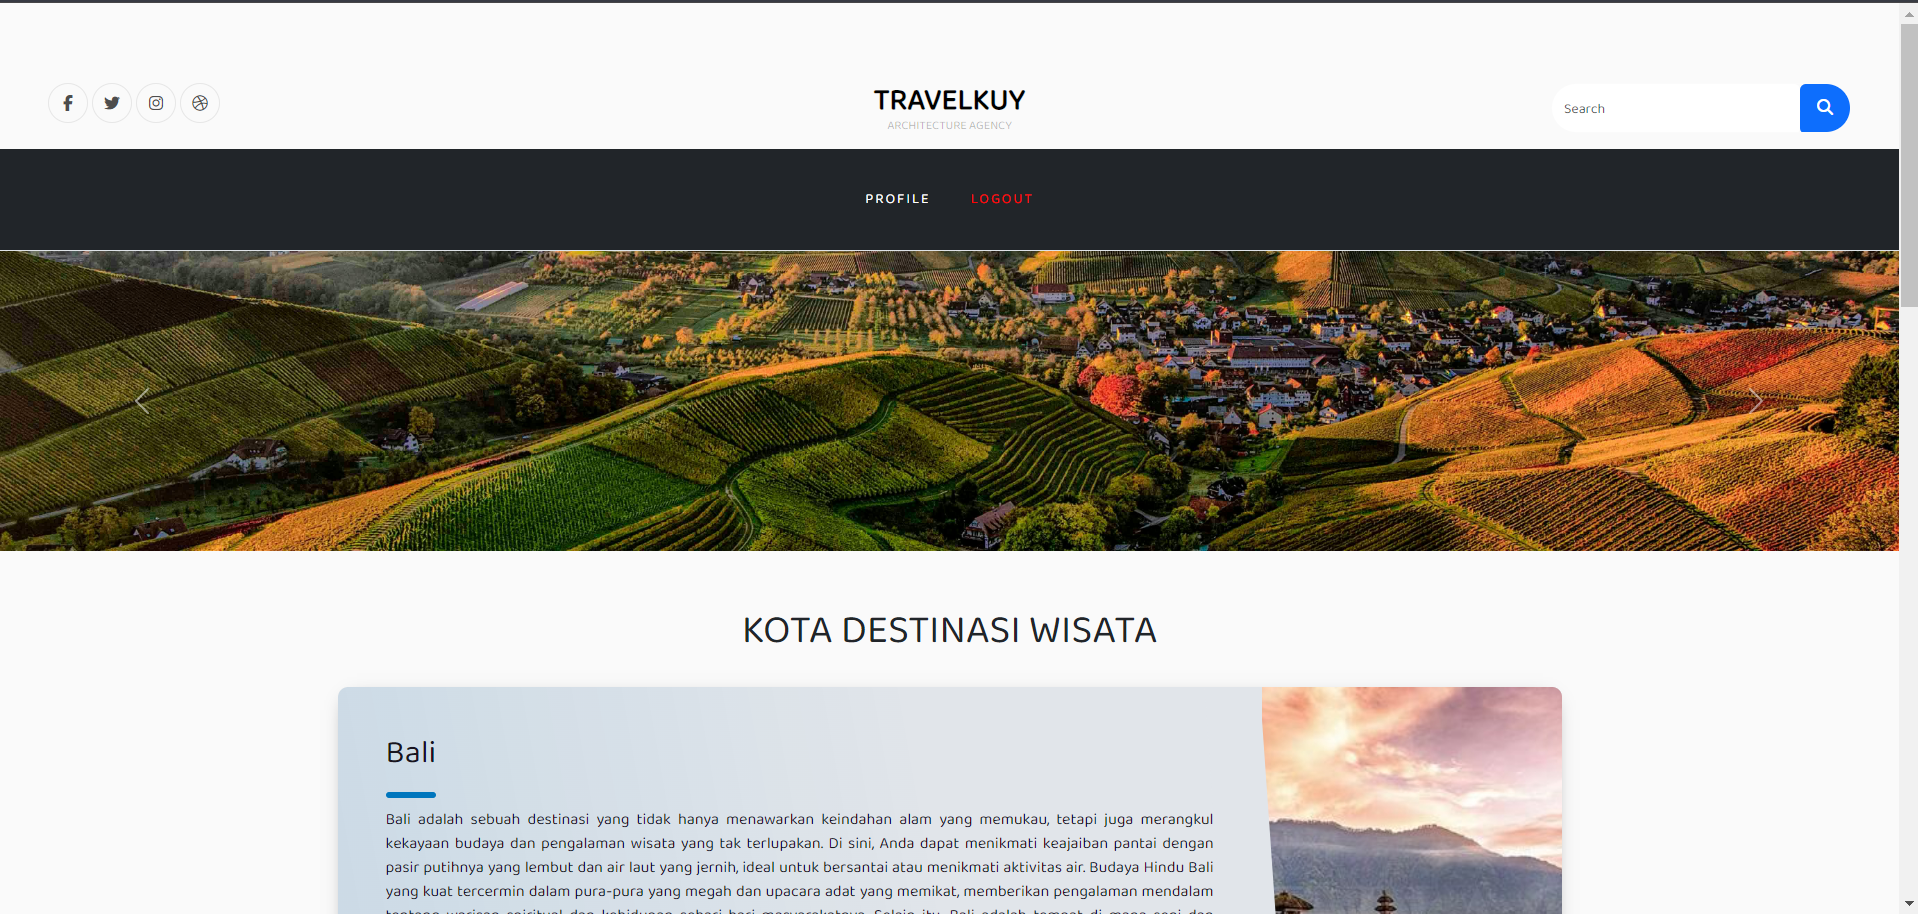 TRAVELKUY
ARCHITECTURE AGENCY
Search
PROFILE LOGOUT
KOTA DESTINASI WISATA
Bali
Bali adalah sebuah destinasi yang tidak hanya menawarkan keindahan alam yang memukau, tetapi juga merangkul
kekayaan budaya dan pengalaman wisata yang tak terlupakan. Di sini, Anda dapat menikmati keajaiban pantai dengan
pasir putihnya yang lembut dan air laut yang jernih, ideal untuk bersantai atau menikmati aktivitas air. Budaya Hindu Bali
yang kuat tercermin dalam pura-pura yang megah dan upacara adat yang memikat, memberikan pengalaman mendalam